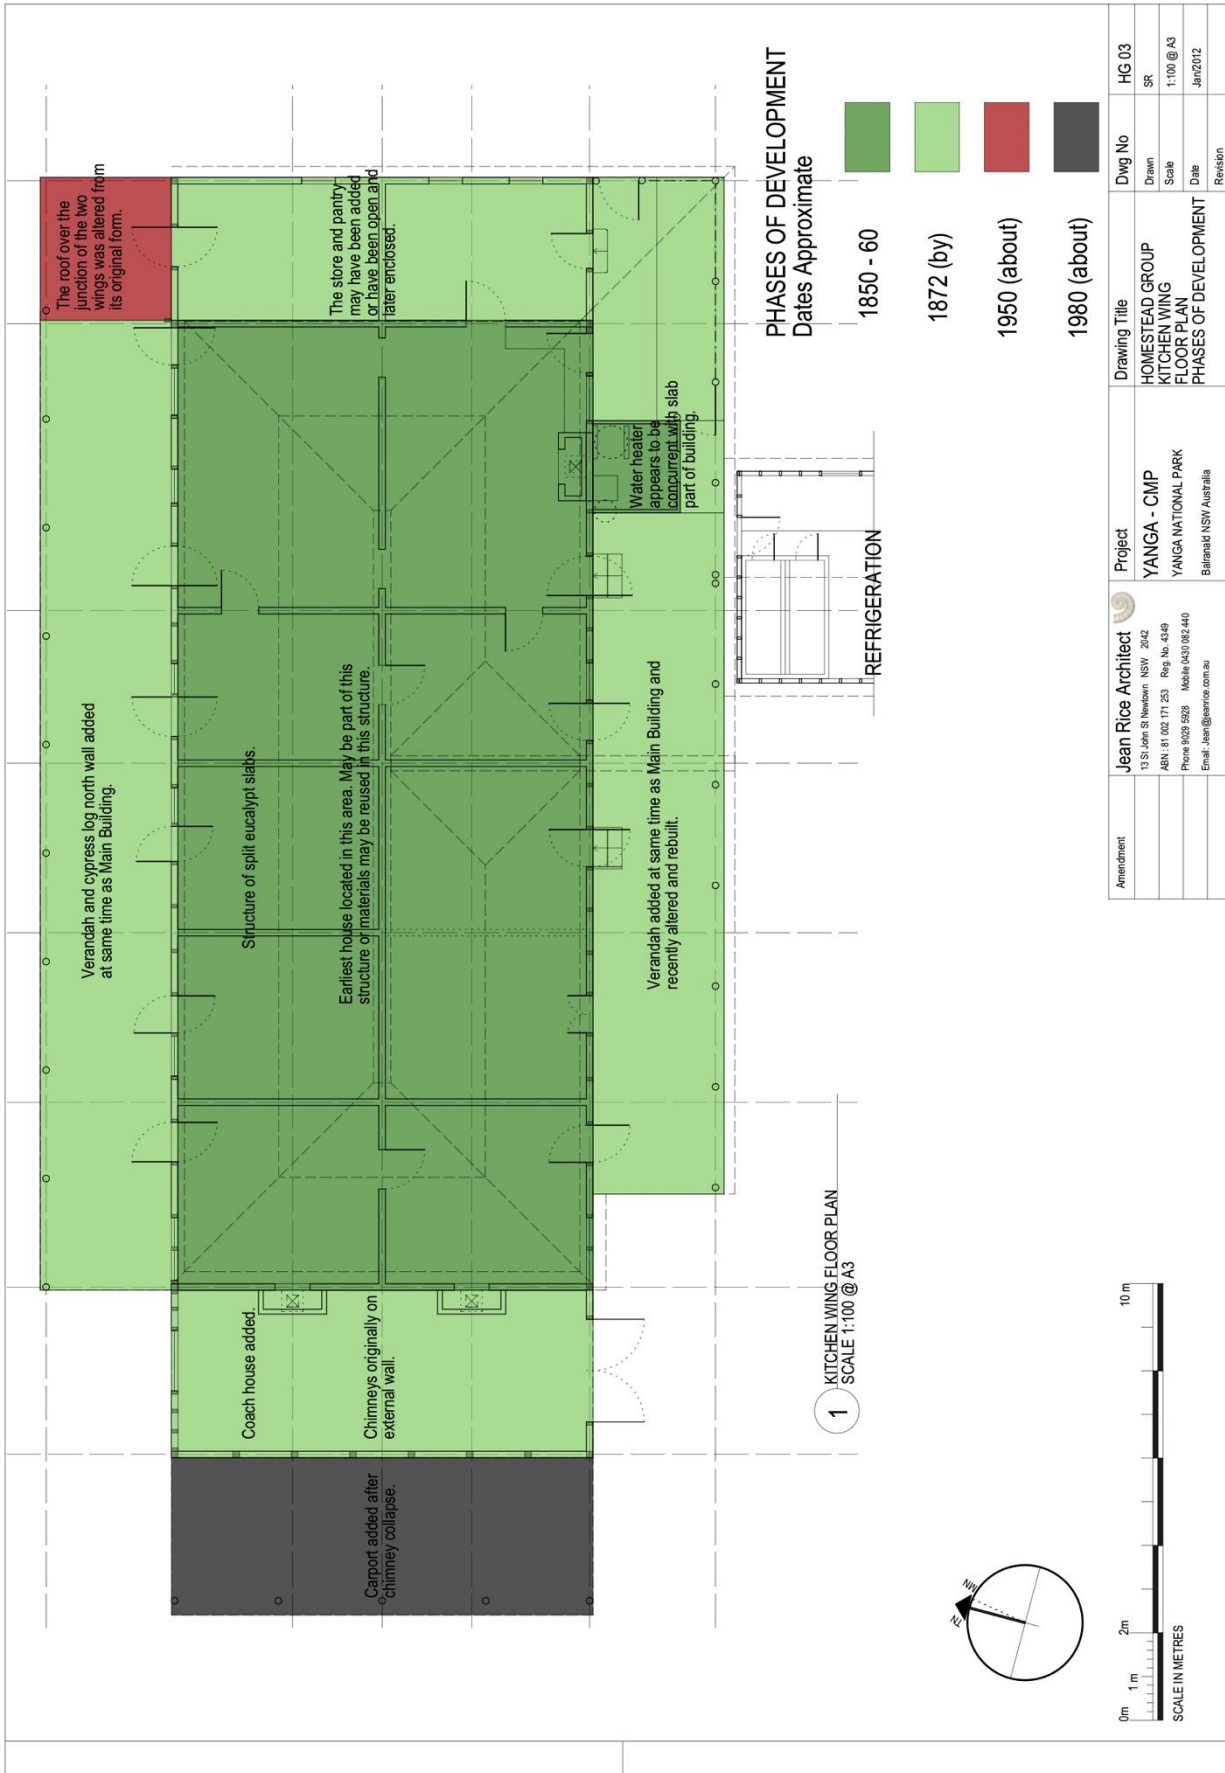 Verandah and cypress log north wall added
at same time as Main Building.
The roof over the
junction of the two
wings was altered from
its original form.
Coach house added.
Structure of split eucalypt slabs.
The store and pantry
may have been added
or have been open and
later enclosed.
Carport added after
chimney collapse.
Chimneys originally on
external wall.
Earliest house located in this area. May be part of this
structure or materials may be reused in this structure.
Water heater
appears to be
concurrent with slab
part of building.
Verandah added at same time as Main Building and
recently altered and rebuilt.
REFRIGERATION
1
KITCHEN WING FLOOR PLAN
SCALE 1:100 @ A3
PHASES OF DEVELOPMENT
Dates Approximate
1850 - 60
1872 (by)
1950 (about)
1980 (about)
TN
MN
0m
1 m
2m
10 m
SCALE IN METRES
Amendment
Jean Rice Architect
13 St John St Newtown NSW 2042
ABN : 81 002 171 253 Reg. No. 4349
Phone 9029 5928 Mobile 0430 082 440
Email: Jean@jeanrice.com.au
Project
YANGA - CMP
YANGA NATIONAL PARK
Balranald NSW Australia
Drawing Title
HOMESTEAD GROUP
KITCHEN WING
FLOOR PLAN
PHASES OF DEVELOPMENT
Dwg No
HG 03
Drawn
SR
Scale
1:100 @ A3
Date
Jan/2012
Revision